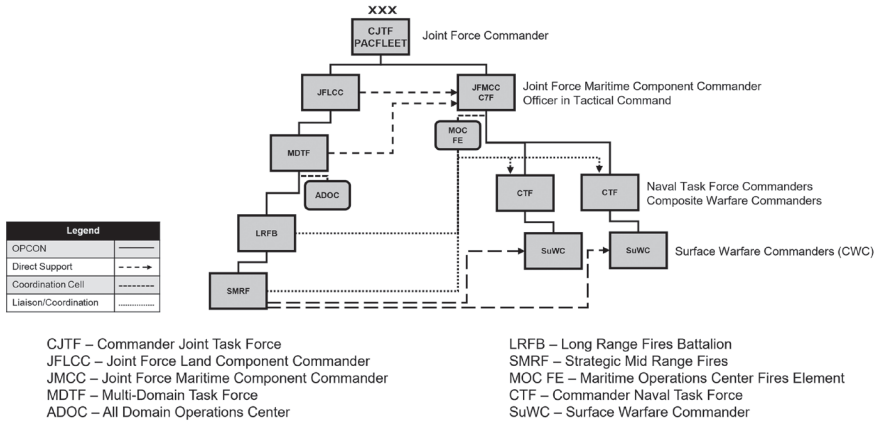 XXX
CJTF
PACFLEET
Joint Force Commander
JFLCC
JFMCC
C7F
Joint Force Maritime Component Commander
Officer in Tactical Command
MOC
FE
MDTF
ADOC
CTF
CTF
Naval Task Force Commanders
Composite Warfare Commanders
LRFB
SuWC
SuWC
Surface Warfare Commanders (CWC)
SMRF
Legend
OPCON
Direct Support
Coordination Cell
Liaison/Coordination
CJTF – Commander Joint Task Force
JFLCC – Joint Force Land Component Commander
JMCC – Joint Force Maritime Component Commander
MDTF – Multi-Domain Task Force
ADOC – All Domain Operations Center
LRFB – Long Range Fires Battalion
SMRF – Strategic Mid Range Fires
MOC FE – Maritime Operations Center Fires Element
CTF – Commander Naval Task Force
SuWC – Surface Warfare Commander